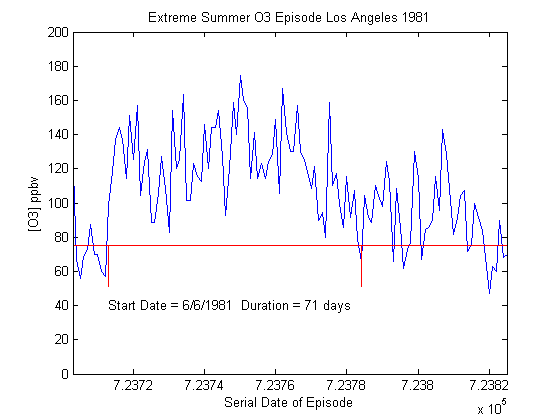 Extreme Summer O3 Episode Los Angeles 1981
200
180
160
140
120
100
80
60
40
20
0
[O3] ppbv
Start Date = 6/6/1981 Duration = 71 days
7.2372 7.2374 7.2376 7.2378 7.238 7.2382
Serial Date of Episode
x 10^5